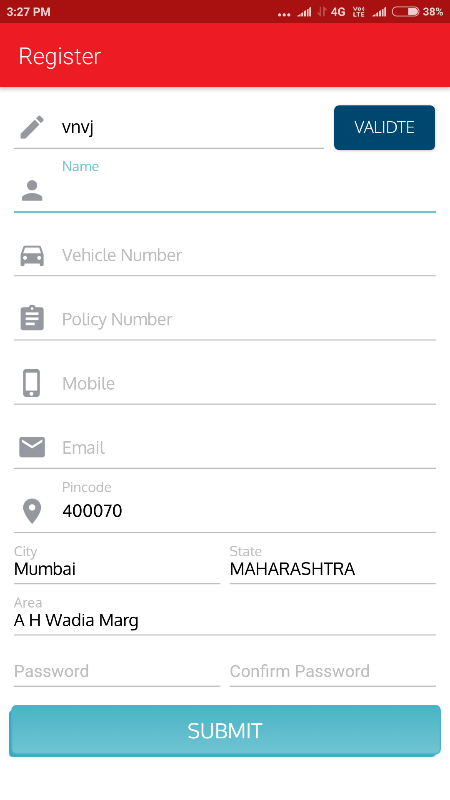 3:27 PM ... 4G Vo) LTE 38%
Register
vnvj VALIDTE
Name
Vehicle Number
Policy Number
Mobile
Email
Pincode
400070
City State
Mumbai MAHARASHTRA
Area
A H Wadia Marg
Password Confirm Password
SUBMIT